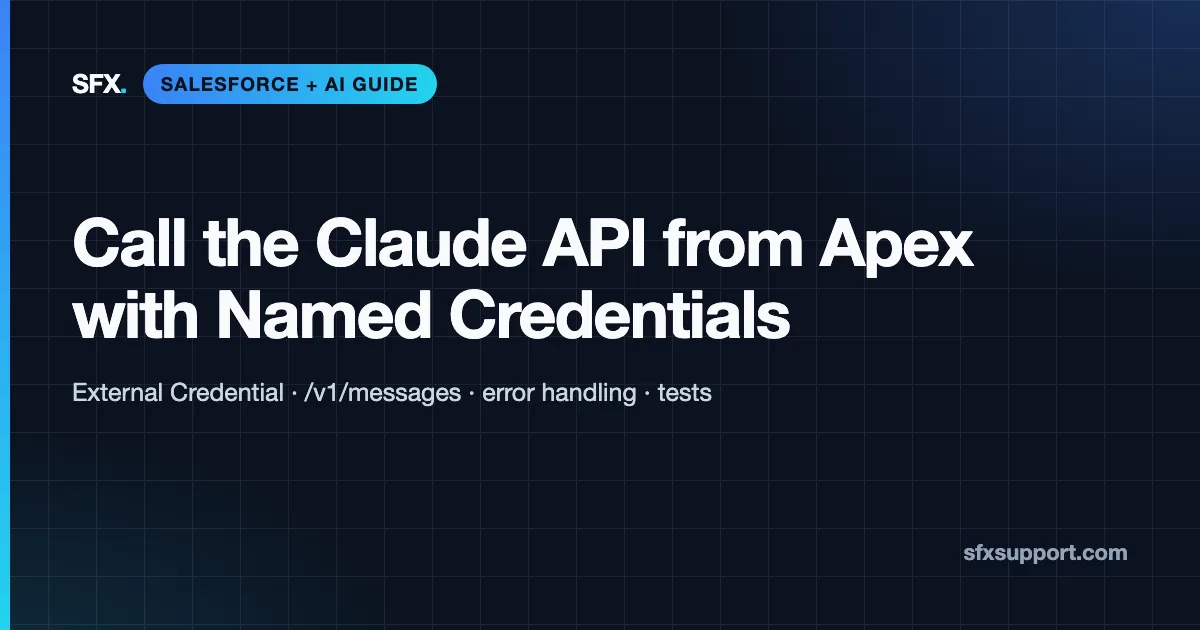 SFX.
SALESFORCE + AI GUIDE
Call the Claude API from Apex
with Named Credentials
External Credential · /v1/messages · error handling · tests
sfxsupport.com